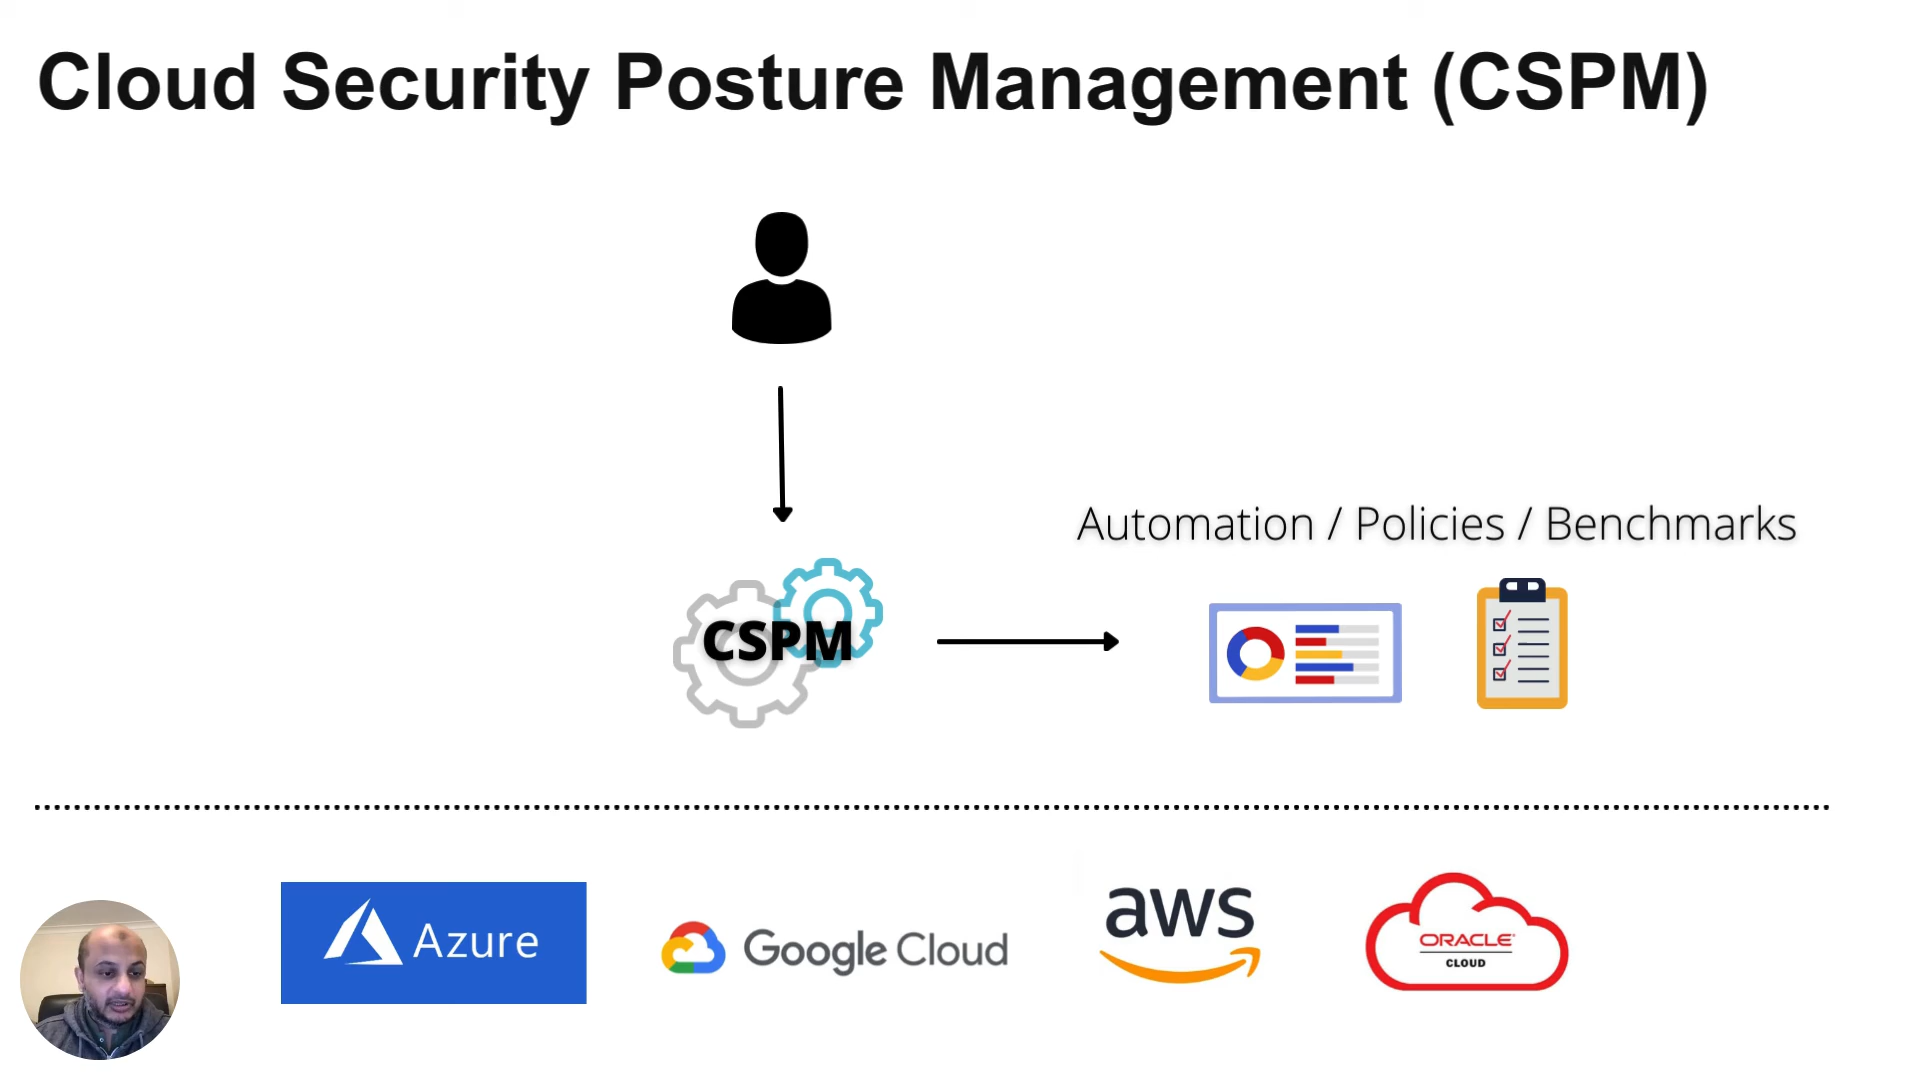 Cloud Security Posture Management (CSPM)
Automation / Policies / Benchmarks
CSPM
Azure
Google Cloud
aws
ORACLE
CLOUD